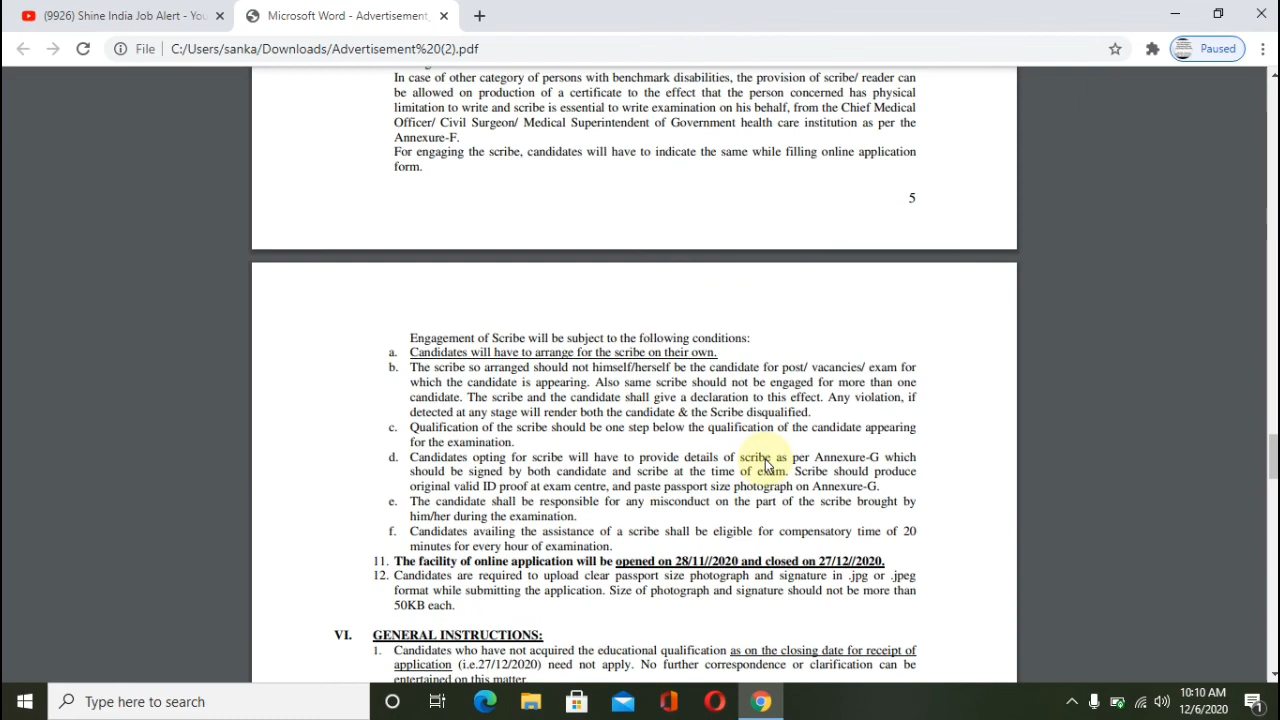 (9926) Shine India Job Alert - You
Microsoft Word - Advertisement_
File
C:/Users/sanka/Downloads/Advertisement%20(2).pdf
Paused
In case of other category of persons with benchmark disabilities, the provision of scribe/ reader can
be allowed on production of a certificate to the effect that the person concerned has physical
limitation to write and scribe is essential to write examination on his behalf, from the Chief Medical
Officer/ Civil Surgeon/ Medical Superintendent of Government health care institution as per the
Annexure-F.
For engaging the scribe, candidates will have to indicate the same while filling online application
form.
5
Engagement of Scribe will be subject to the following conditions:
a. Candidates will have to arrange for the scribe on their own.
b. The scribe so arranged should not himself/herself be the candidate for post/ vacancies/ exam for
which the candidate is appearing. Also same scribe should not be engaged for more than one
candidate. The scribe and the candidate shall give a declaration to this effect. Any violation, if
detected at any stage will render both the candidate & the Scribe disqualified.
c. Qualification of the scribe should be one step below the qualification of the candidate appearing
for the examination.
d. Candidates opting for scribe will have to provide details of scribe as per Annexure-G which
should be signed by both candidate and scribe at the time of exam. Scribe should produce
original valid ID proof at exam centre, and paste passport size photograph on Annexure-G.
e. The candidate shall be responsible for any misconduct on the part of the scribe brought by
him/her during the examination.
f. Candidates availing the assistance of a scribe shall be eligible for compensatory time of 20
minutes for every hour of examination.
11. The facility of online application will be opened on 28/11//2020 and closed on 27/12//2020.
12. Candidates are required to upload clear passport size photograph and signature in .jpg or .jpeg
format while submitting the application. Size of photograph and signature should not be more than
50KB each.
VI. GENERAL INSTRUCTIONS:
1. Candidates who have not acquired the educational qualification as on the closing date for receipt of
application (i.e.27/12/2020) need not apply. No further correspondence or clarification can be
entertained on this matter.
Type here to search
10:10 AM
12/6/2020
1